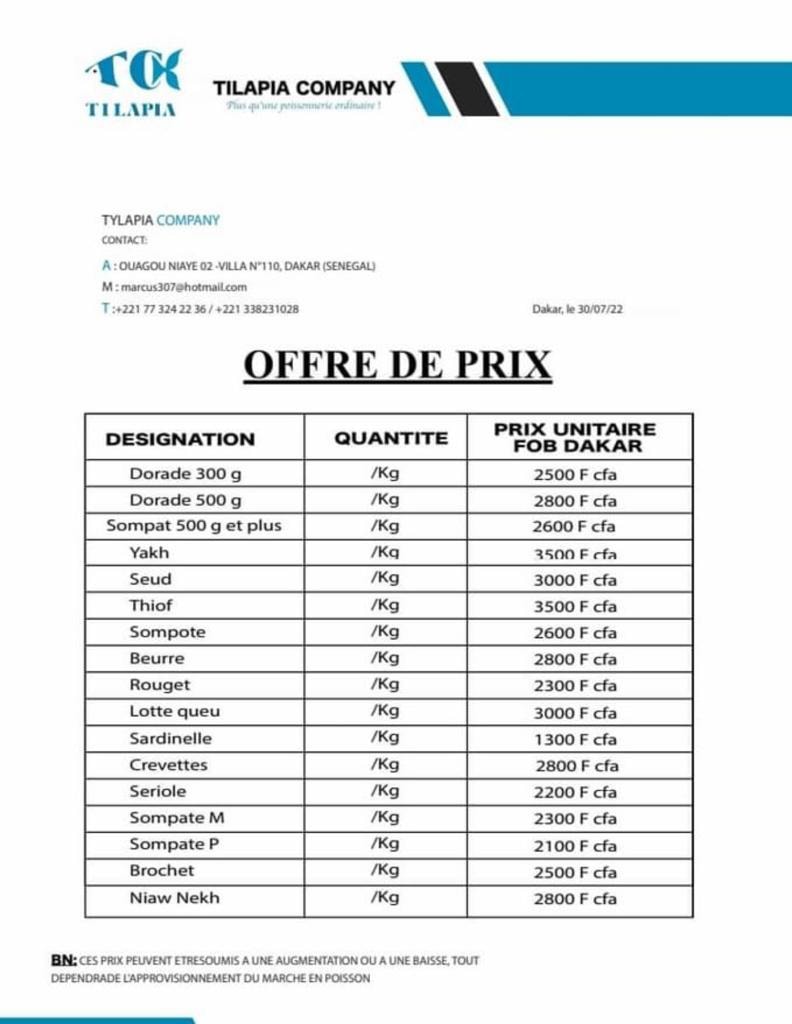 TCK
TILAPIA
TILAPIA COMPANY
Plus qu'une poissonnerie ordinaire !
TYLAPIA COMPANY
CONTACT:
A : OUAGOU NIAYE 02 -VILLA N°110, DAKAR (SENEGAL)
M : marcus307@hotmail.com
T :+221 77 324 22 36 / +221 338231028
Dakar, le 30/07/22
OFFRE DE PRIX
DESIGNATION QUANTITE PRIX UNITAIRE FOB DAKAR
Dorade 300 g /Kg 2500 F cfa
Dorade 500 g /Kg 2800 F cfa
Sompat 500 g et plus /Kg 2600 F cfa
Yakh /Kg 3500 F cfa
Seud /Kg 3000 F cfa
Thiof /Kg 3500 F cfa
Sompote /Kg 2600 F cfa
Beurre /Kg 2800 F cfa
Rouget /Kg 2300 F cfa
Lotte queu /Kg 3000 F cfa
Sardinelle /Kg 1300 F cfa
Crevettes /Kg 2800 F cfa
Seriole /Kg 2200 F cfa
Sompate M /Kg 2300 F cfa
Sompate P /Kg 2100 F cfa
Brochet /Kg 2500 F cfa
Niaw Nekh /Kg 2800 F cfa
BN: CES PRIX PEUVENT ETRESOUMIS A UNE AUGMENTATION OU A UNE BAISSE, TOUT
DEPENDRADE L'APPROVISIONNEMENT DU MARCHE EN POISSON